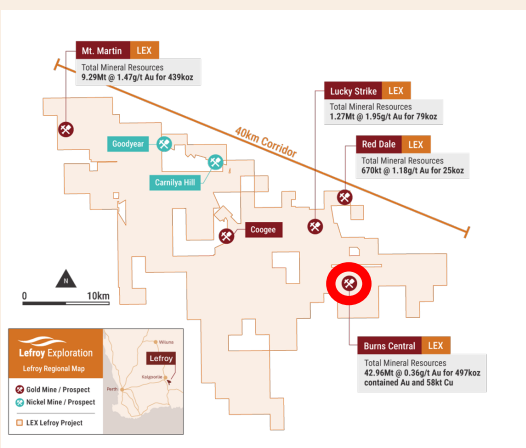 Mt. Martin LEX
Total Mineral Resources
9.29Mt @ 1.47g/t Au for 439koz
Lucky Strike LEX
Total Mineral Resources
1.27Mt @ 1.95g/t Au for 79koz
40km Corridor
Goodyear
Red Dale LEX
Total Mineral Resources
670kt @ 1.18g/t Au for 25koz
Carnilya Hill
Coogee
N
0 10km
Burns Central LEX
Total Mineral Resources
42.96Mt @ 0.36g/t Au for 497koz
contained Au and 58kt Cu
Lefroy Exploration
Lefroy Regional Map
Gold Mine / Prospect
Nickel Mine / Prospect
LEX Lefroy Project
Wiluna
Lefroy
Kalgoorlie
Perth